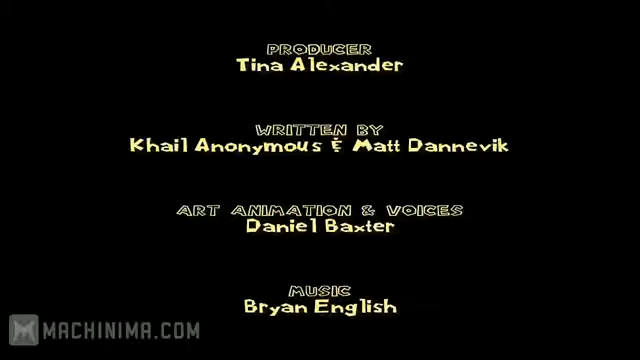 PRODUCER
Tina Alexander
WRITTEN BY
Khail Anonymous & Matt Dannevik
ART ANIMATION & VOICES
Daniel Baxter
MUSIC
Bryan English
MACHINIMA.COM